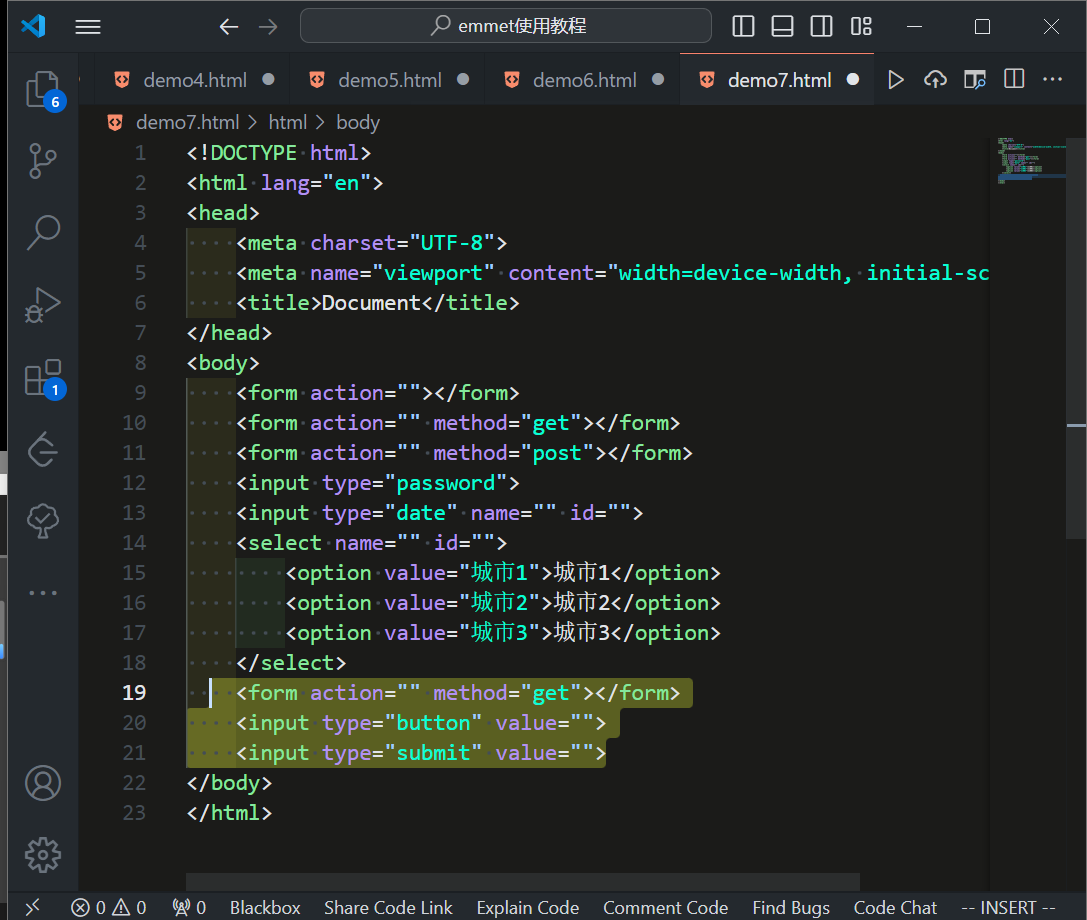 emmet使用教程
demo4.html demo5.html demo6.html demo7.html
6
demo7.html > html > body
1 <!DOCTYPE html>
2 <html lang="en">
3 <head>
4 <meta charset="UTF-8">
5 <meta name="viewport" content="width=device-width, initial-sc
6 <title>Document</title>
7 </head>
8 <body>
9 <form action=""></form>
10 <form action="" method="get"></form>
11 <form action="" method="post"></form>
12 <input type="password">
13 <input type="date" name="" id="">
14 <select name="" id="">
15 <option value="城市1">城市1</option>
16 <option value="城市2">城市2</option>
17 <option value="城市3">城市3</option>
18 </select>
19 <form action="" method="get"></form>
20 <input type="button" value="">
21 <input type="submit" value="">
22 </body>
23 </html>
1
0 0 0 Blackbox Share Code Link Explain Code Comment Code Find Bugs Code Chat -- INSERT --